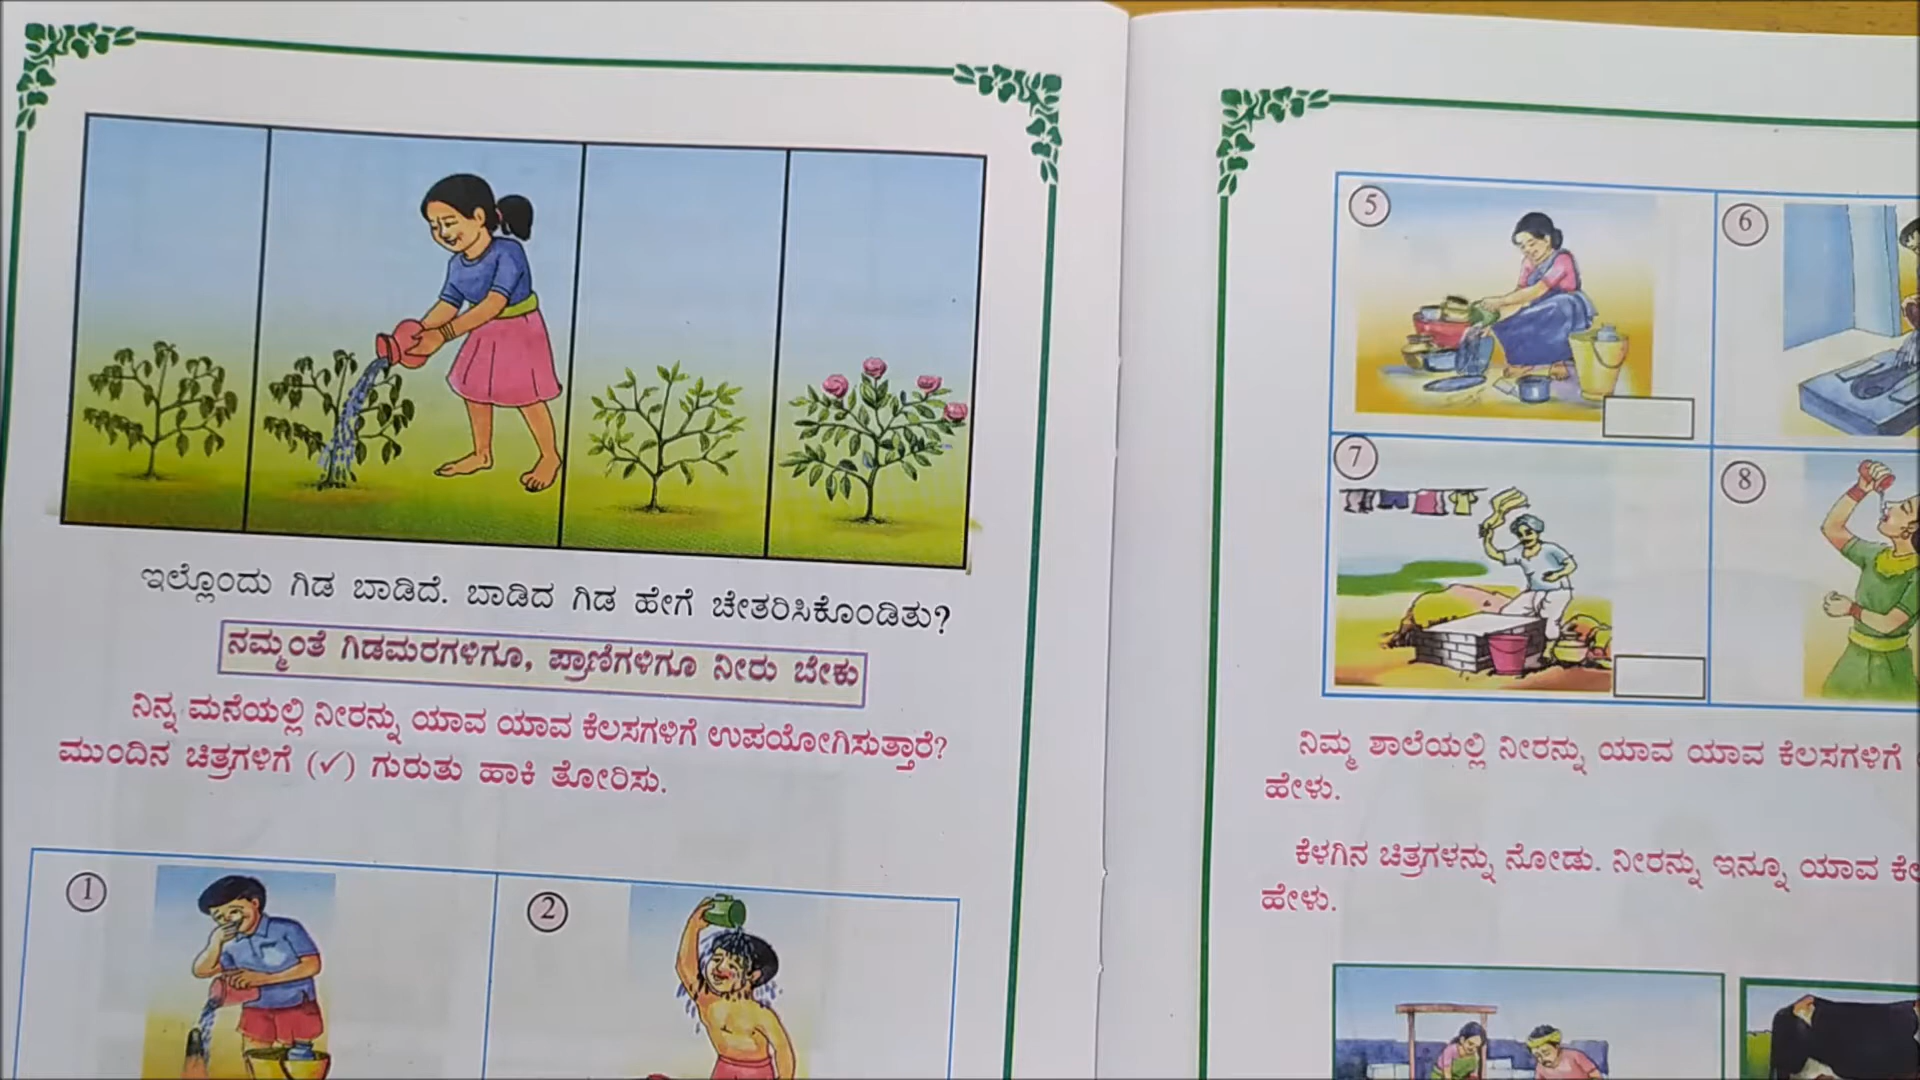 ಇಲ್ಲೊಂದು ಗಿಡ ಬಾಡಿದೆ. ಬಾಡಿದ ಗಿಡ ಹೇಗೆ ಚೇತರಿಸಿಕೊಂಡಿತು?
ನಮ್ಮಂತೆ ಗಿಡಮರಗಳಿಗೂ, ಪ್ರಾಣಿಗಳಿಗೂ ನೀರು ಬೇಕು
ನಿನ್ನ ಮನೆಯಲ್ಲಿ ನೀರನ್ನು ಯಾವ ಯಾವ ಕೆಲಸಗಳಿಗೆ ಉಪಯೋಗಿಸುತ್ತಾರೆ?
ಮುಂದಿನ ಚಿತ್ರಗಳಿಗೆ (✓) ಗುರುತು ಹಾಕಿ ತೋರಿಸು.
1
2
5
6
7
8
ನಿಮ್ಮ ಶಾಲೆಯಲ್ಲಿ ನೀರನ್ನು ಯಾವ ಯಾವ ಕೆಲಸಗಳಿಗೆ
ಹೇಳು.
ಕೆಳಗಿನ ಚಿತ್ರಗಳನ್ನು ನೋಡು. ನೀರನ್ನು ಇನ್ನೂ ಯಾವ
ಹೇಳು.